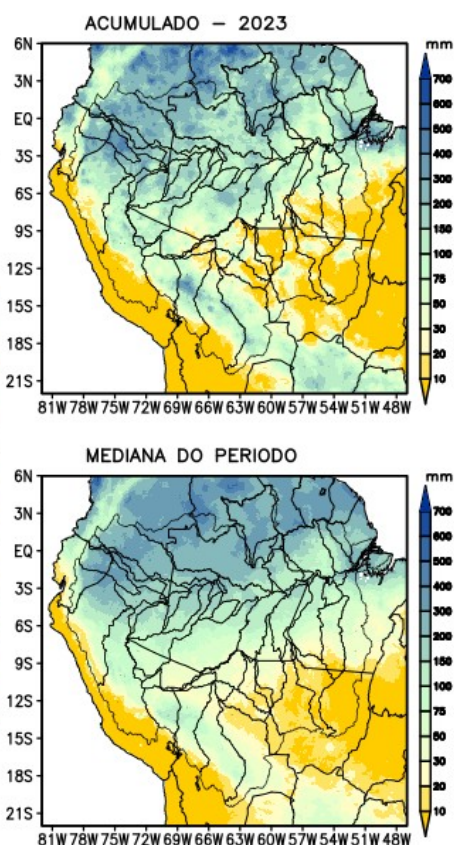 ACUMULADO – 2023
mm
6N
3N
EQ
3S
6S
9S
12S
15S
18S
21S
700
500
400
300
200
150
100
75
50
30
20
10
81W 78W 75W 72W 69W 66W 63W 60W 57W 54W 51W 48W
MEDIANA DO PERIODO
mm
6N
3N
EQ
3S
6S
9S
12S
15S
18S
21S
700
500
400
300
200
150
100
75
50
30
20
10
81W 78W 75W 72W 69W 66W 63W 60W 57W 54W 51W 48W